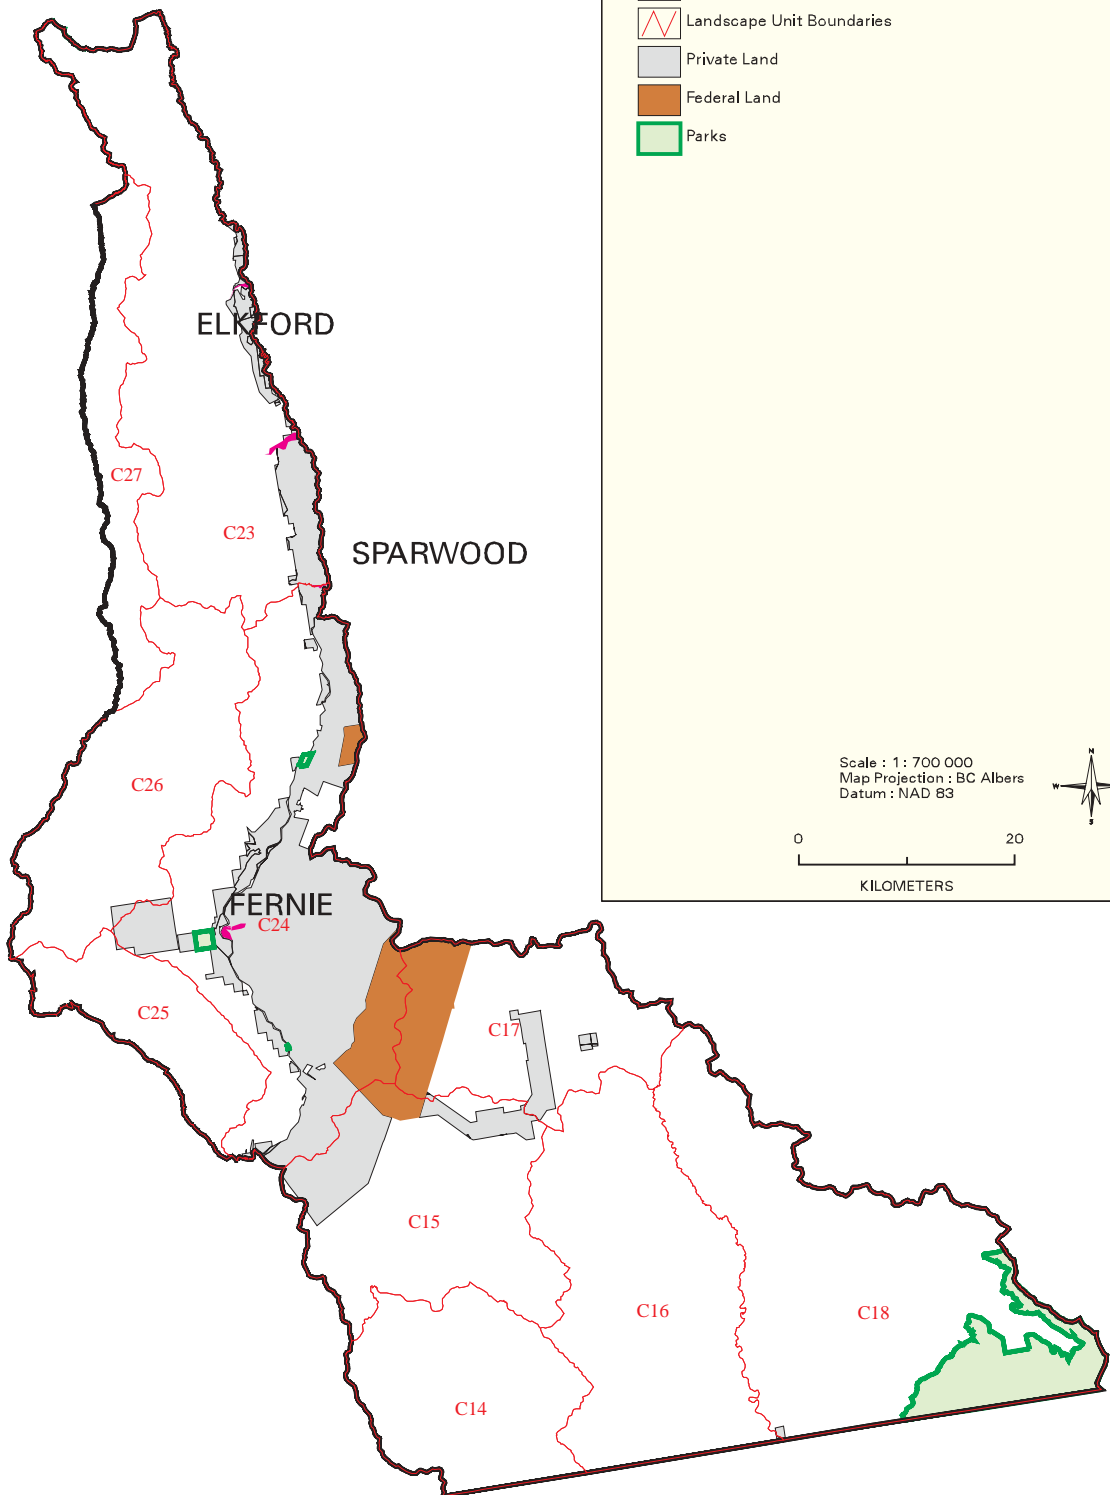 Landscape Unit Boundaries
Private Land
Federal Land
Parks
ELKFORD
C27
C23
SPARWOOD
C26
Scale : 1 : 700 000
Map Projection : BC Albers
Datum : NAD 83
N
W
S
0 20
KILOMETERS
FERNIE
C24
C25
C17
C15
C16
C18
C14